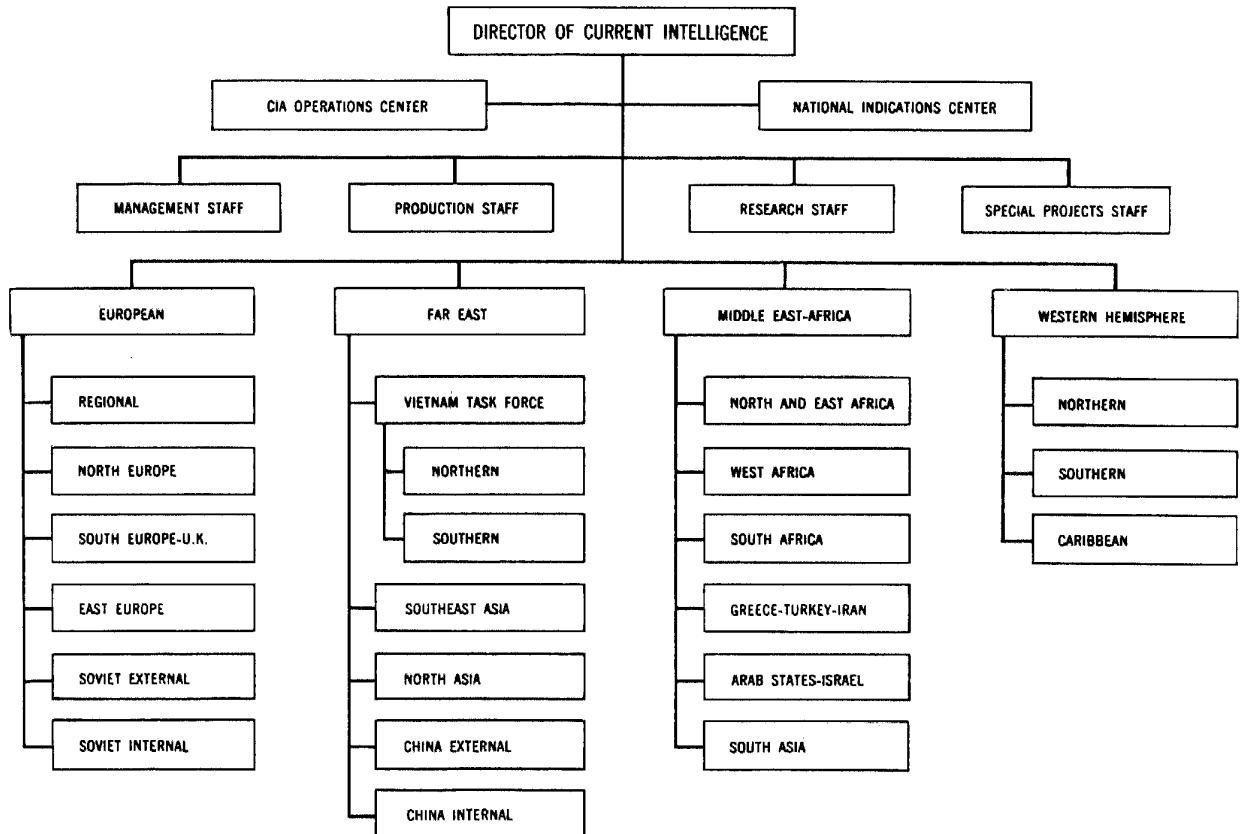 DIRECTOR OF CURRENT INTELLIGENCE
CIA OPERATIONS CENTER
NATIONAL INDICATIONS CENTER
MANAGEMENT STAFF
PRODUCTION STAFF
RESEARCH STAFF
SPECIAL PROJECTS STAFF
EUROPEAN
REGIONAL
NORTH EUROPE
SOUTH EUROPE-U.K.
EAST EUROPE
SOVIET EXTERNAL
SOVIET INTERNAL
FAR EAST
VIETNAM TASK FORCE
NORTHERN
SOUTHERN
SOUTHEAST ASIA
NORTH ASIA
CHINA EXTERNAL
CHINA INTERNAL
MIDDLE EAST-AFRICA
NORTH AND EAST AFRICA
WEST AFRICA
SOUTH AFRICA
GREECE-TURKEY-IRAN
ARAB STATES-ISRAEL
SOUTH ASIA
WESTERN HEMISPHERE
NORTHERN
SOUTHERN
CARIBBEAN